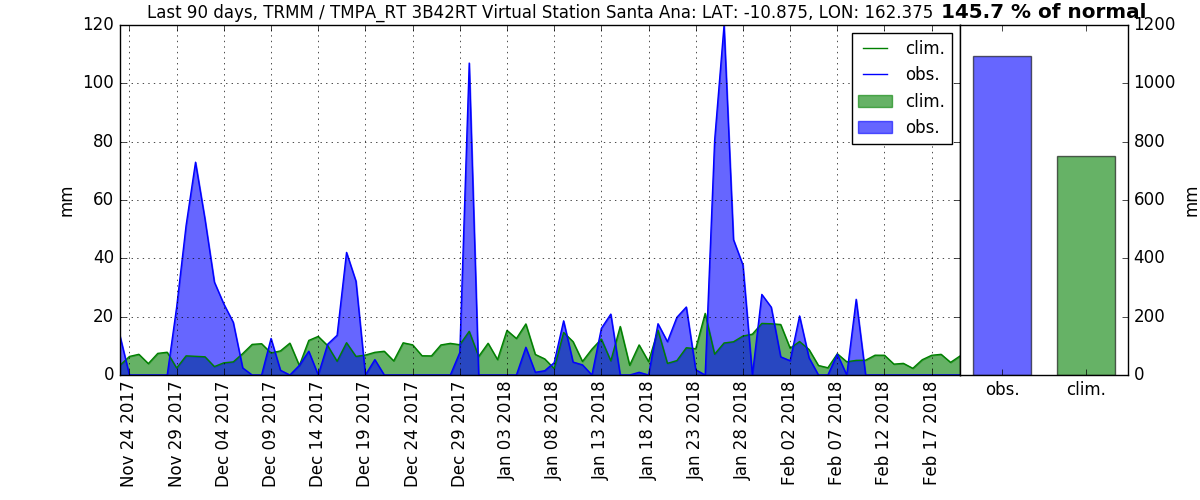 Last 90 days, TRMM / TMPA_RT 3B42RT Virtual Station Santa Ana: LAT: -10.875, LON: 162.375 145.7 % of normal
120
100
80
60
40
20
0
mm
clim.
obs.
clim.
obs.
1200
1000
800
600
400
200
0
mm
Nov 24 2017
Nov 29 2017
Dec 04 2017
Dec 09 2017
Dec 14 2017
Dec 19 2017
Dec 24 2017
Dec 29 2017
Jan 03 2018
Jan 08 2018
Jan 13 2018
Jan 18 2018
Jan 23 2018
Jan 28 2018
Feb 02 2018
Feb 07 2018
Feb 12 2018
Feb 17 2018
obs.
clim.